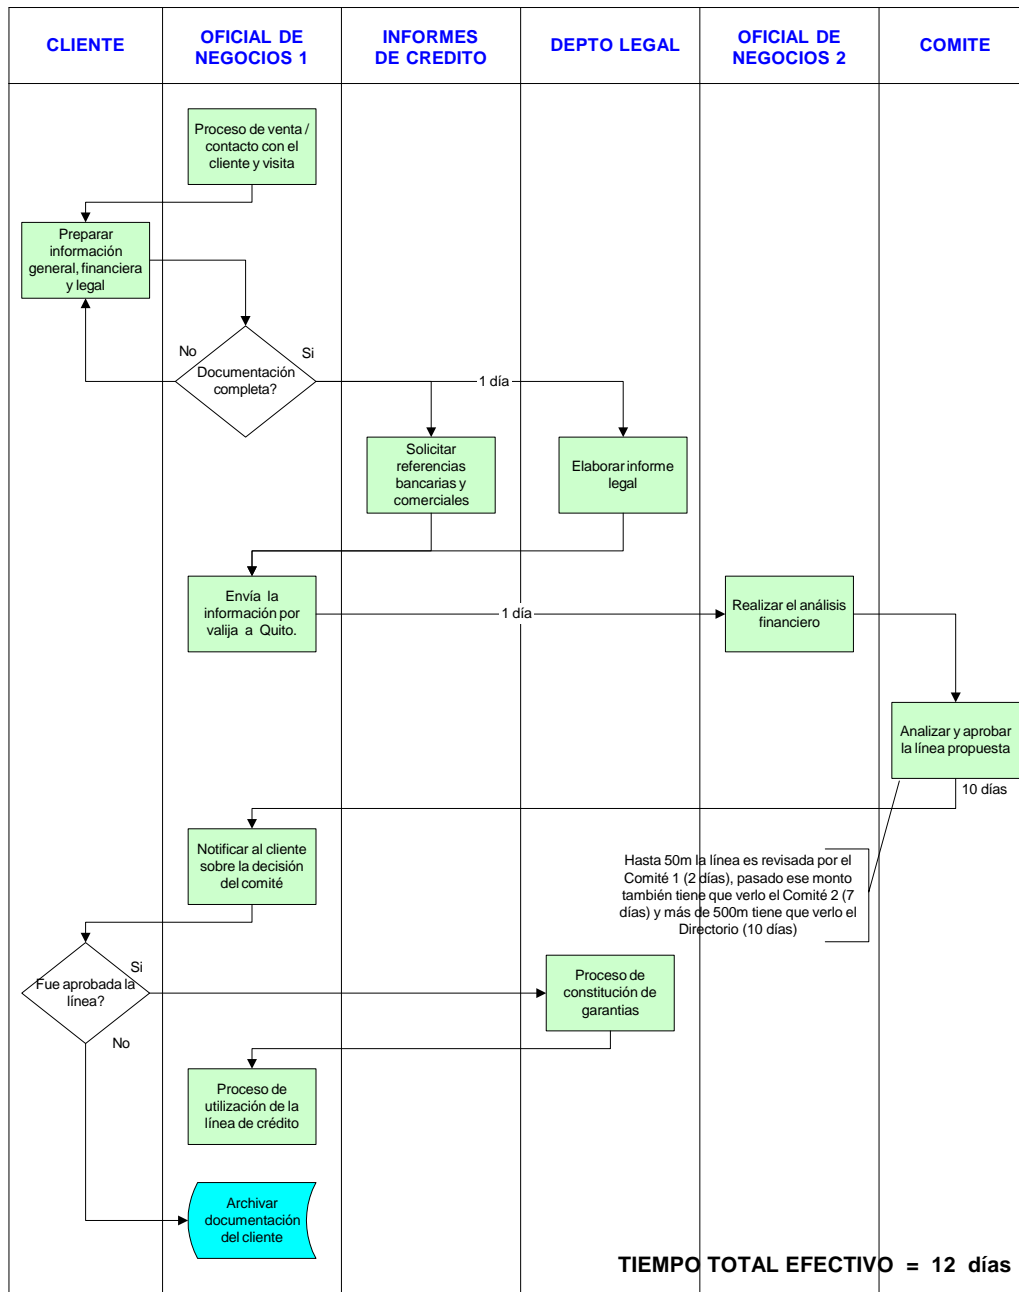 CLIENTE
OFICIAL DE
NEGOCIOS 1
INFORMES
DE CREDITO
DEPTO LEGAL
OFICIAL DE
NEGOCIOS 2
COMITE
Proceso de venta /
contacto con el
cliente y visita
Preparar
información
general, financiera
y legal
No
Si
Documentación
completa?
1 día
Solicitar
referencias
bancarias y
comerciales
Elaborar informe
legal
Envía la
información por
valija a Quito.
1 día
Realizar el análisis
financiero
Analizar y aprobar
la línea propuesta
10 días
Notificar al cliente
sobre la decisión
del comité
Hasta 50m la línea es revisada por el
Comité 1 (2 días), pasado ese monto
también tiene que verlo el Comité 2 (7
días) y más de 500m tiene que verlo el
Directorio (10 días)
Si
Fue aprobada la
línea?
No
Proceso de
constitución de
garantias
Proceso de
utilización de la
línea de crédito
Archivar
documentación
del cliente
TIEMPO TOTAL EFECTIVO = 12 días